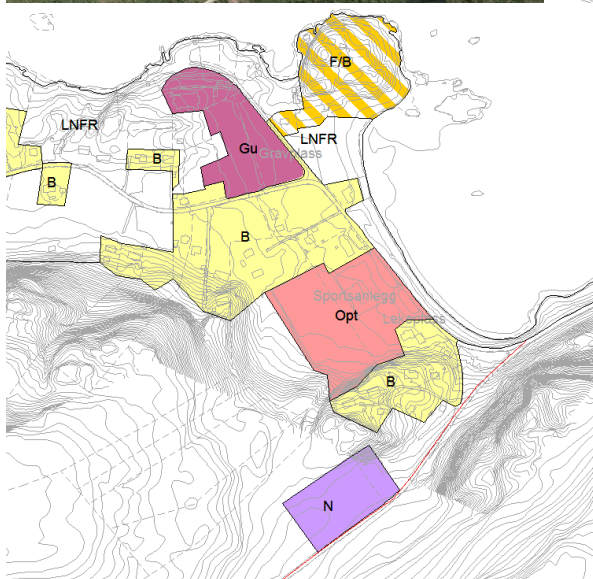 F/B
LNFR
LNFR
B
Gu
Gravplass
B
B
Sportsanlegg
Opt
Lekeplass
B
N